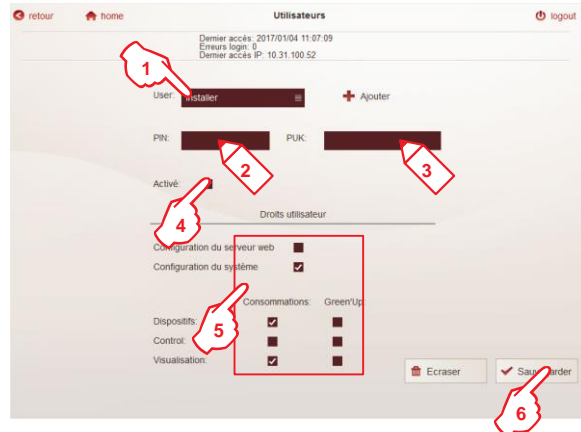 retour home Utilisateurs logout
Dernier accès: 2017/01/04 11:07:09
Erreurs login: 0
Dernier accès IP: 10.31.100.52
1
User: Installer Ajouter
PIN: PUK:
2 3
Activé:
4
Droits utilisateur
Configuration du serveur web
Configuration du système
Consommations: Green'Up:
Dispositifs:
5
Control:
Visualisation:
Ecraser Sauvegarder
6